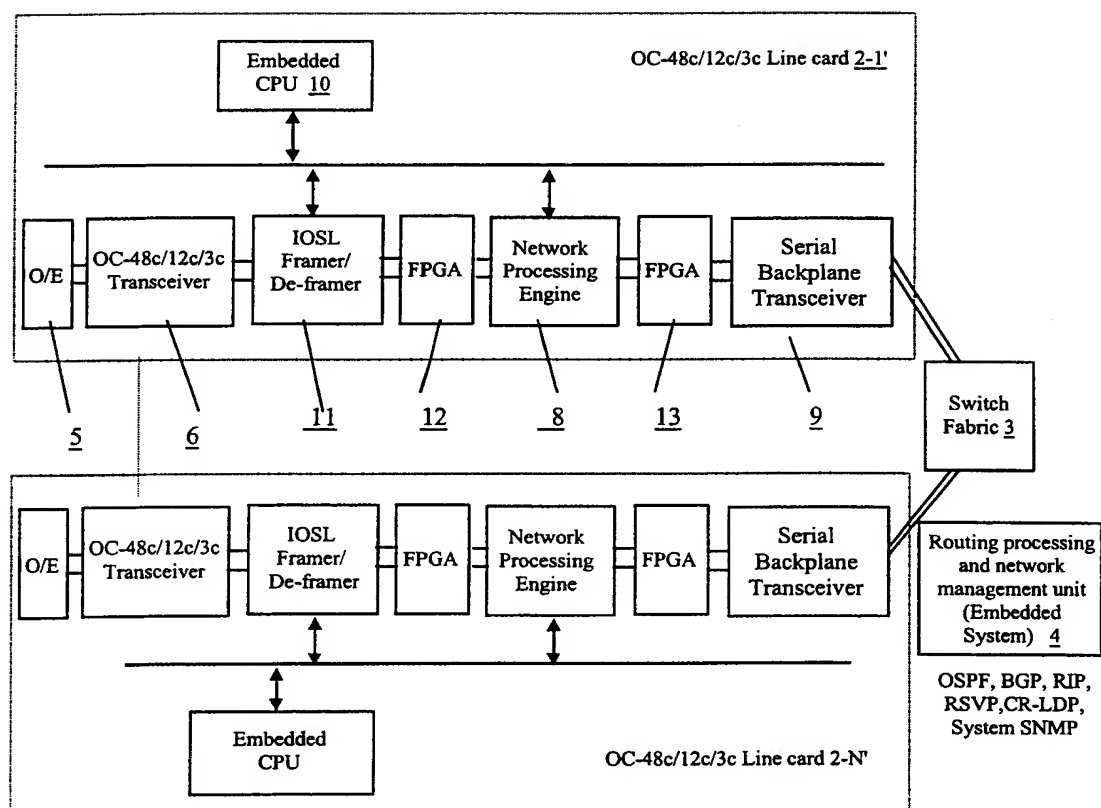 Embedded
CPU 10
OC-48c/12c/3c Line card 2-1'
O/E
OC-48c/12c/3c
Transceiver
IOSL
Framer/
De-framer
FPGA
Network
Processing
Engine
FPGA
Serial
Backplane
Transceiver
5
6
11
12
8
13
9
Switch
Fabric 3
O/E
OC-48c/12c/3c
Transceiver
IOSL
Framer/
De-framer
FPGA
Network
Processing
Engine
FPGA
Serial
Backplane
Transceiver
Routing processing
and network
management unit
(Embedded
System) 4
OSPF, BGP, RIP,
RSVP,CR-LDP,
System SNMP
Embedded
CPU
OC-48c/12c/3c Line card 2-N'